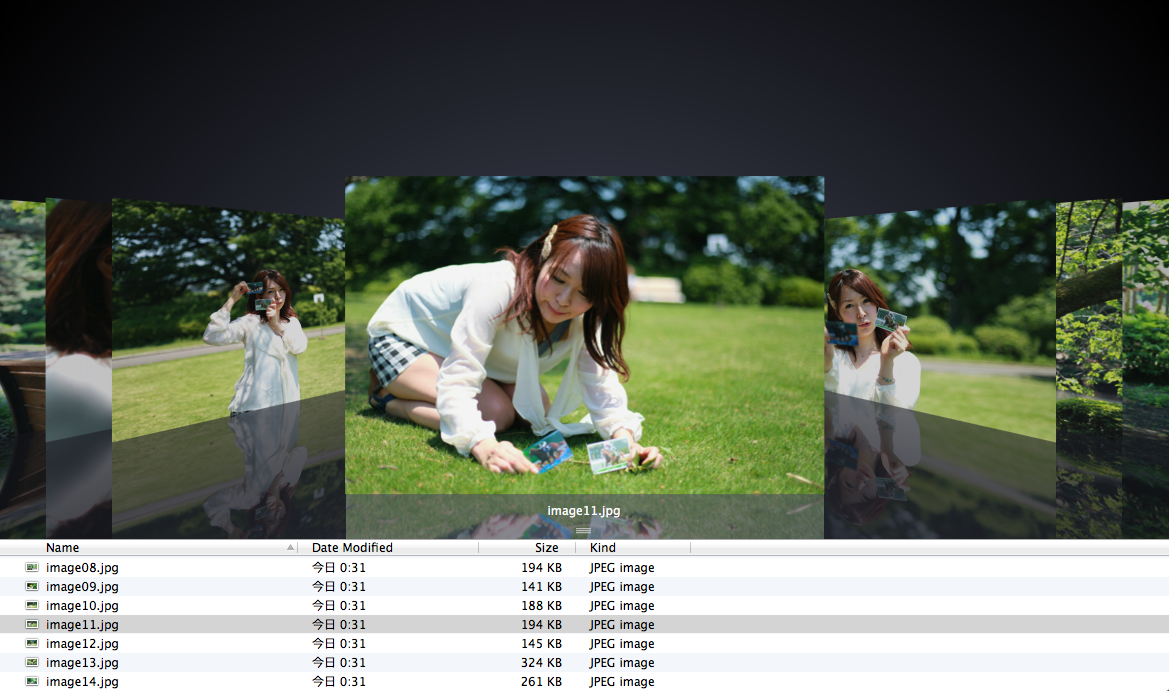 image11.jpg
Name Date Modified Size Kind
image08.jpg 今日 0:31 194 KB JPEG image
image09.jpg 今日 0:31 141 KB JPEG image
image10.jpg 今日 0:31 188 KB JPEG image
image11.jpg 今日 0:31 194 KB JPEG image
image12.jpg 今日 0:31 145 KB JPEG image
image13.jpg 今日 0:31 324 KB JPEG image
image14.jpg 今日 0:31 261 KB JPEG image